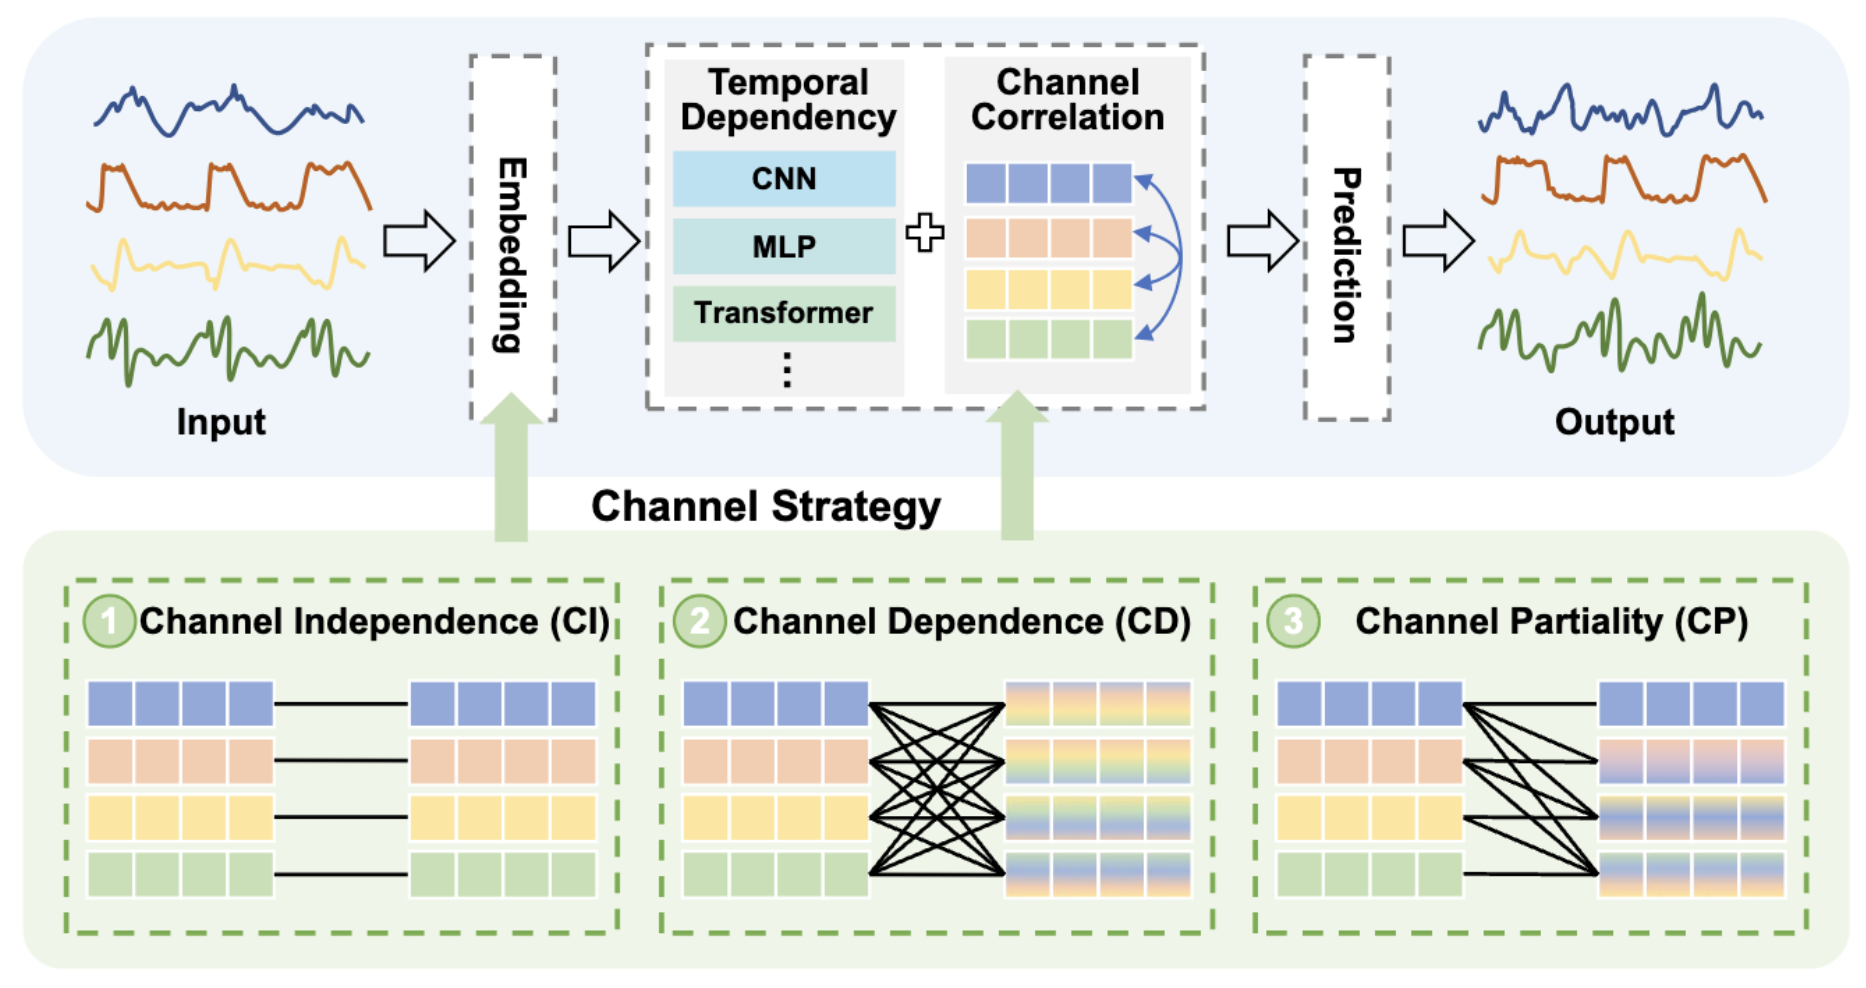 Input
Embedding
Temporal
Dependency
CNN
MLP
Transformer
⋮
Channel
Correlation
Prediction
Output
Channel Strategy
1 Channel Independence (CI)
2 Channel Dependence (CD)
3 Channel Partiality (CP)